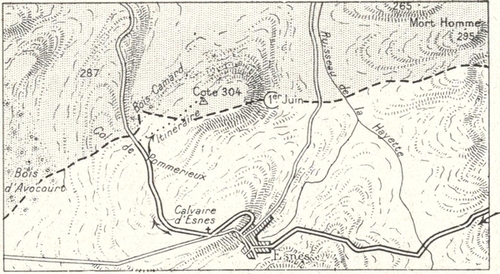 265
Mort Homme
295
287
Bois Camard
Cote 304
1er Juin
Itineraire
Ruisseau de la Hayette
Col de Pommerieux
Bois
d'Avocourt
Calvaire
d'Esnes
Esnes